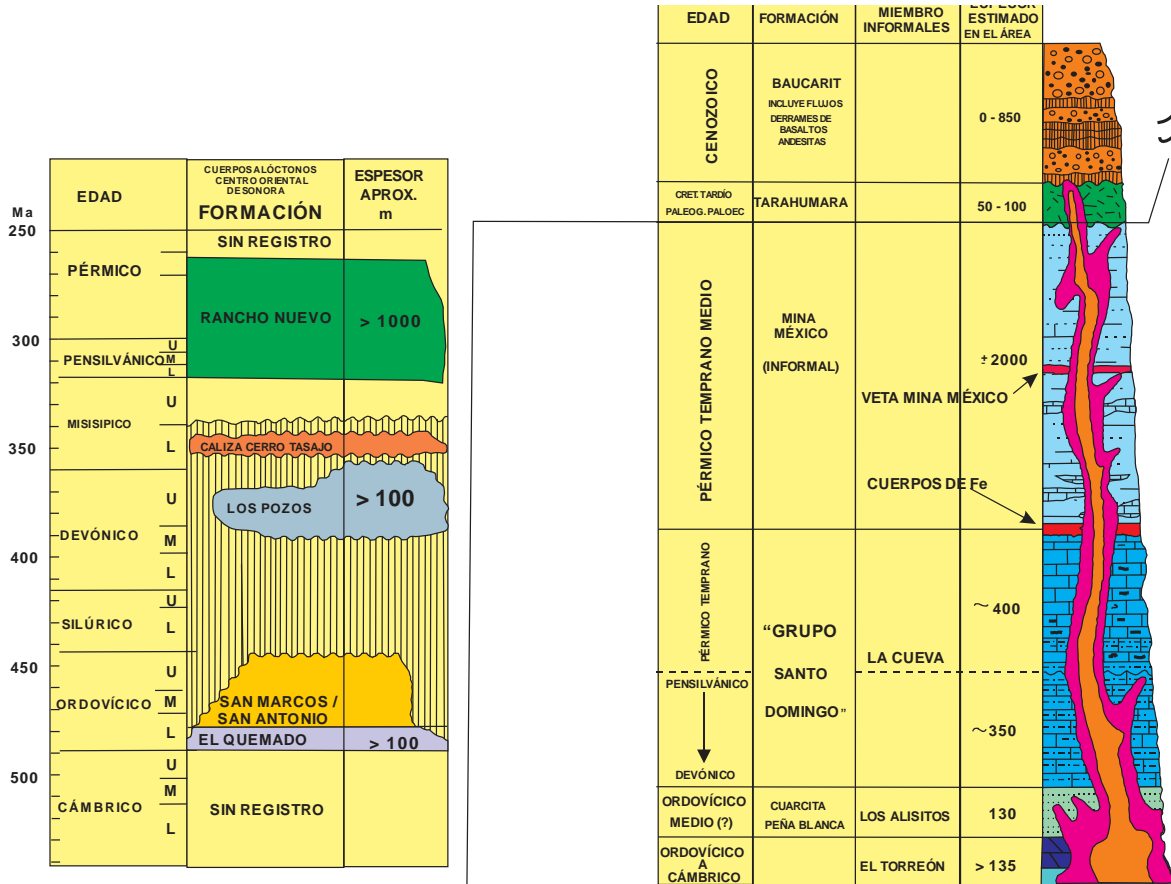 EDAD
CUERPOS ALÓCTONOS
CENTRO ORIENTAL
DE SONORA
FORMACIÓN
ESPESOR
APROX.
m
Ma
250
300
350
400
450
500
SIN REGISTRO
PÉRMICO
RANCHO NUEVO
> 1000
PENSILVÁNICO
U
M
L
MISISIPICO
U
L
CALIZA CERRO TASAJO
DEVÓNICO
U
M
L
LOS POZOS
> 100
SILÚRICO
U
L
ORDOVÍCICO
U
M
L
SAN MARCOS /
SAN ANTONIO
EL QUEMADO
> 100
CÁMBRICO
U
M
L
SIN REGISTRO
EDAD
FORMACIÓN
MIEMBRO
INFORMALES
ESPESOR
ESTIMADO
EN EL ÁREA
CENOZOICO
BAUCARIT
INCLUYE FLUJOS
DERRAMES DE
BASALTOS
ANDESITAS
0 - 850
CRET. TARDÍO
PALEOG. PALOEC
TARAHUMARA
50 - 100
PÉRMICO TEMPRANO MEDIO
MINA
MÉXICO
(INFORMAL)
± 2000
VETA MINA MÉXICO
CUERPOS DE Fe
PÉRMICO TEMPRANO
PENSILVÁNICO
DEVÓNICO
“GRUPO
SANTO
DOMINGO”
LA CUEVA
~ 400
~ 350
ORDOVÍCICO
MEDIO (?)
CUARCITA
PEÑA BLANCA
LOS ALISITOS
130
ORDOVÍCICO
A
CÁMBRICO
EL TORREÓN
> 135